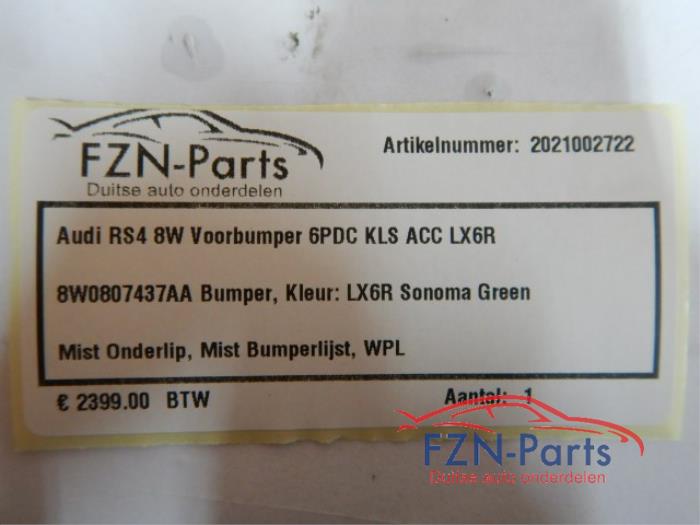 FZN-Parts
Duitse auto onderdelen
Artikelnummer: 2021002722
Audi RS4 8W Voorbumper 6PDC KLS ACC LX6R
8W0807437AA Bumper, Kleur: LX6R Sonoma Green
Mist Onderlip, Mist Bumperlijst, WPL
€ 2399.00 BTW
Aantal: 1
FZN-Parts
Duitse auto onderdelen